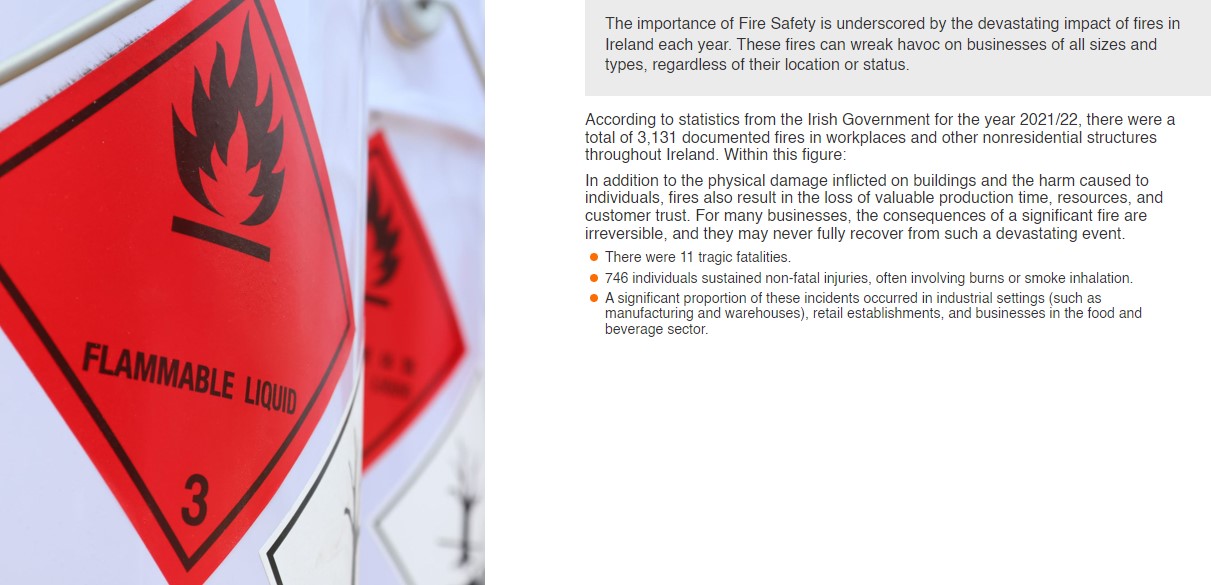 FLAMMABLE LIQUID
3
The importance of Fire Safety is underscored by the devastating impact of fires in
Ireland each year. These fires can wreak havoc on businesses of all sizes and
types, regardless of their location or status.
According to statistics from the Irish Government for the year 2021/22, there were a
total of 3,131 documented fires in workplaces and other nonresidential structures
throughout Ireland. Within this figure:
In addition to the physical damage inflicted on buildings and the harm caused to
individuals, fires also result in the loss of valuable production time, resources, and
customer trust. For many businesses, the consequences of a significant fire are
irreversible, and they may never fully recover from such a devastating event.
There were 11 tragic fatalities.
746 individuals sustained non-fatal injuries, often involving burns or smoke inhalation.
A significant proportion of these incidents occurred in industrial settings (such as
manufacturing and warehouses), retail establishments, and businesses in the food and
beverage sector.